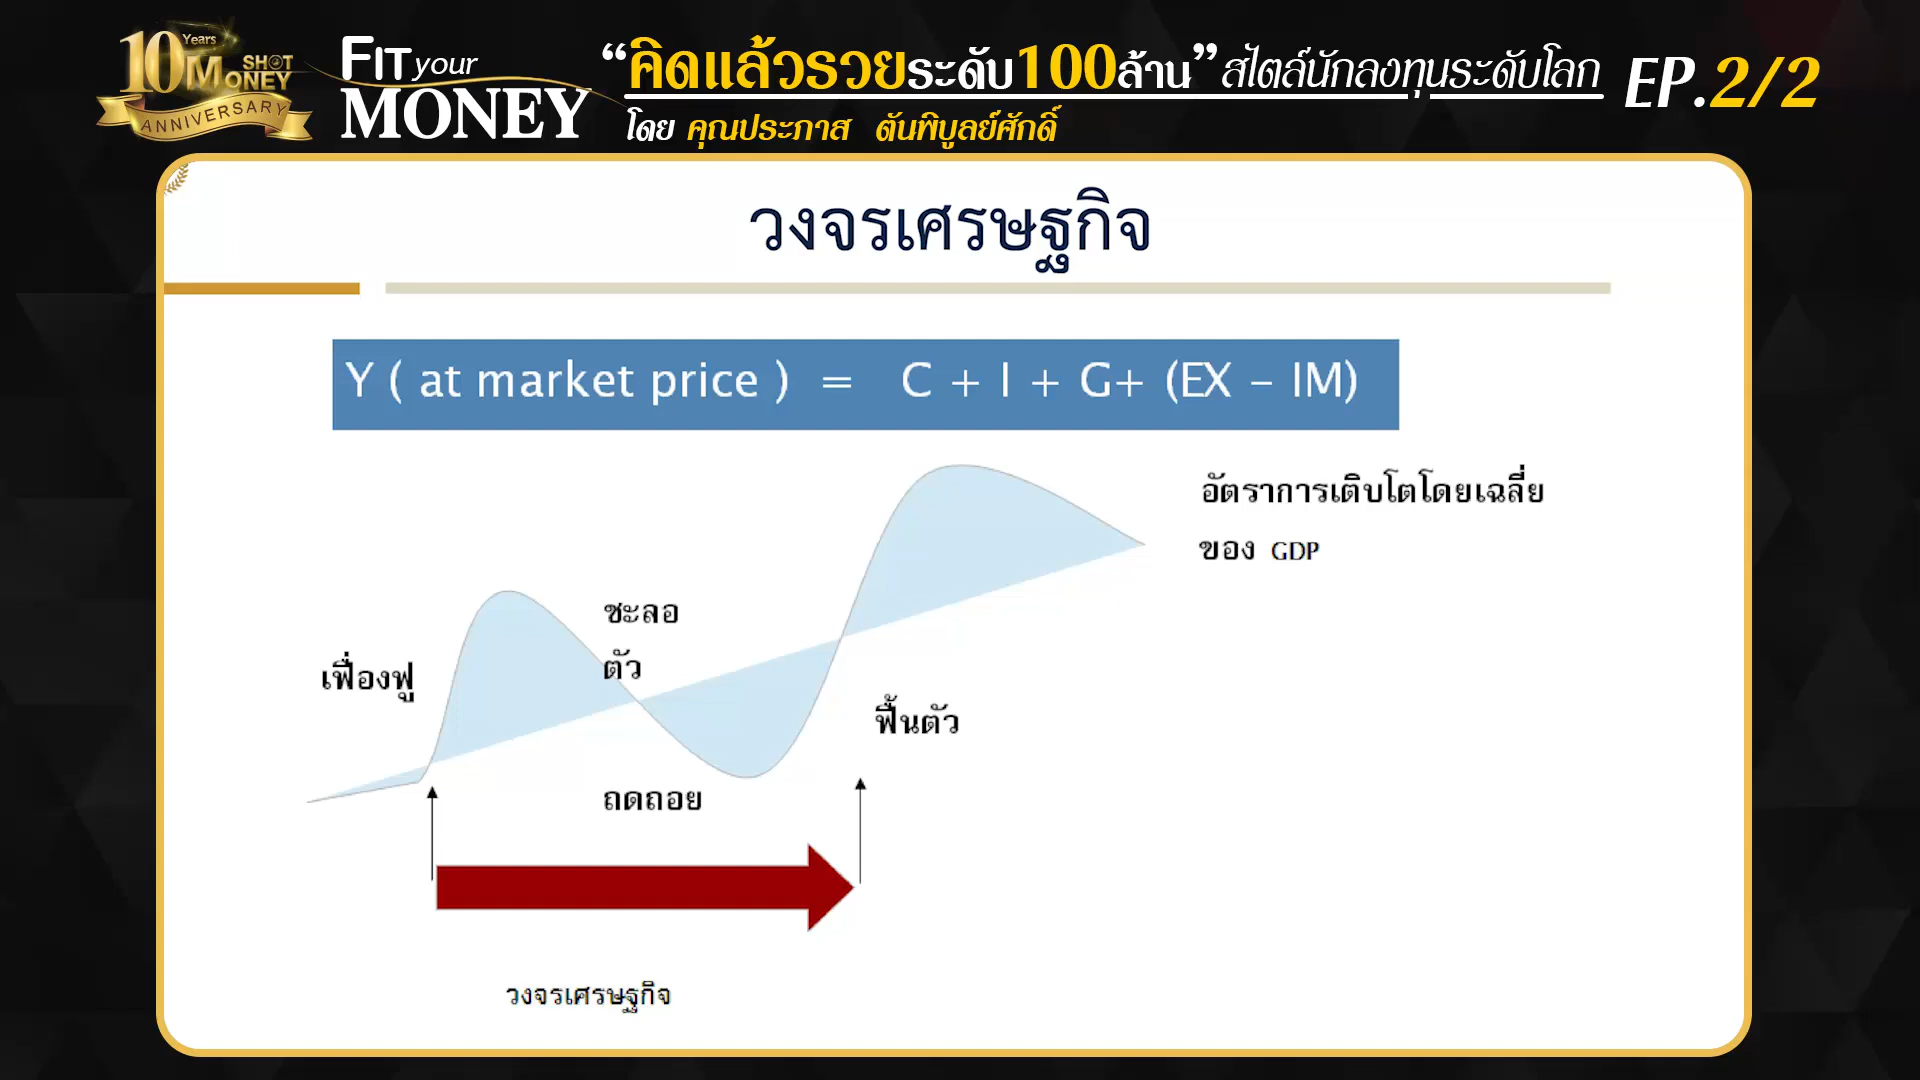 10 Years
SHOT
MONEY
ANNIVERSARY
FIT your
MONEY
“คิดแล้วรวยระดับ100ล้าน” สไตล์นักลงทุนระดับโลก EP.2/2
โดย คุณประภาส ตันพิบูลย์ศักดิ์
วงจรเศรษฐกิจ
Y ( at market price ) = C + I + G+ (EX – IM)
อัตราการเติบโตโดยเฉลี่ย
ของ GDP
ชะลอ
ตัว
เฟื่องฟู
ฟื้นตัว
ถดถอย
วงจรเศรษฐกิจ